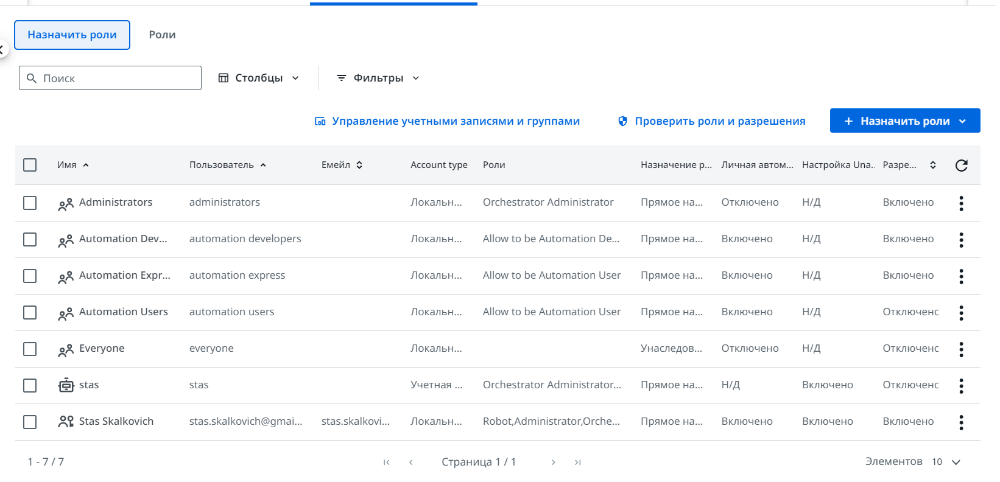 Назначить роли Роли
Поиск Столбцы Фильтры
Управление учетными записями и группами Проверить роли и разрешения + Назначить роли
Имя Пользователь Емейл Account type Роли Назначение р... Личная автом... Настройка Una.. Разре...
Administrators administrators Локальн... Orchestrator Administrator Прямое на... Отключено Н/Д Включено
Automation Dev... automation developers Локальн... Allow to be Automation De... Прямое на... Включено Н/Д Включено
Automation Expr... automation express Локальн... Allow to be Automation User Прямое на... Включено Н/Д Включено
Automation Users automation users Локальн... Allow to be Automation User Прямое на... Включено Н/Д Отключенс
Everyone everyone Локальн... Унаследов... Отключено Н/Д Отключенс
stas stas Учетная ... Orchestrator Administrator... Прямое на... Н/Д Включено Отключенс
Stas Skalkovich stas.skalkovich@gmai... stas.skalkovi... Локальн... Robot,Administrator,Orche... Прямое на... Включено Включено Включено
1 - 7 / 7 Страница 1 / 1 Элементов 10